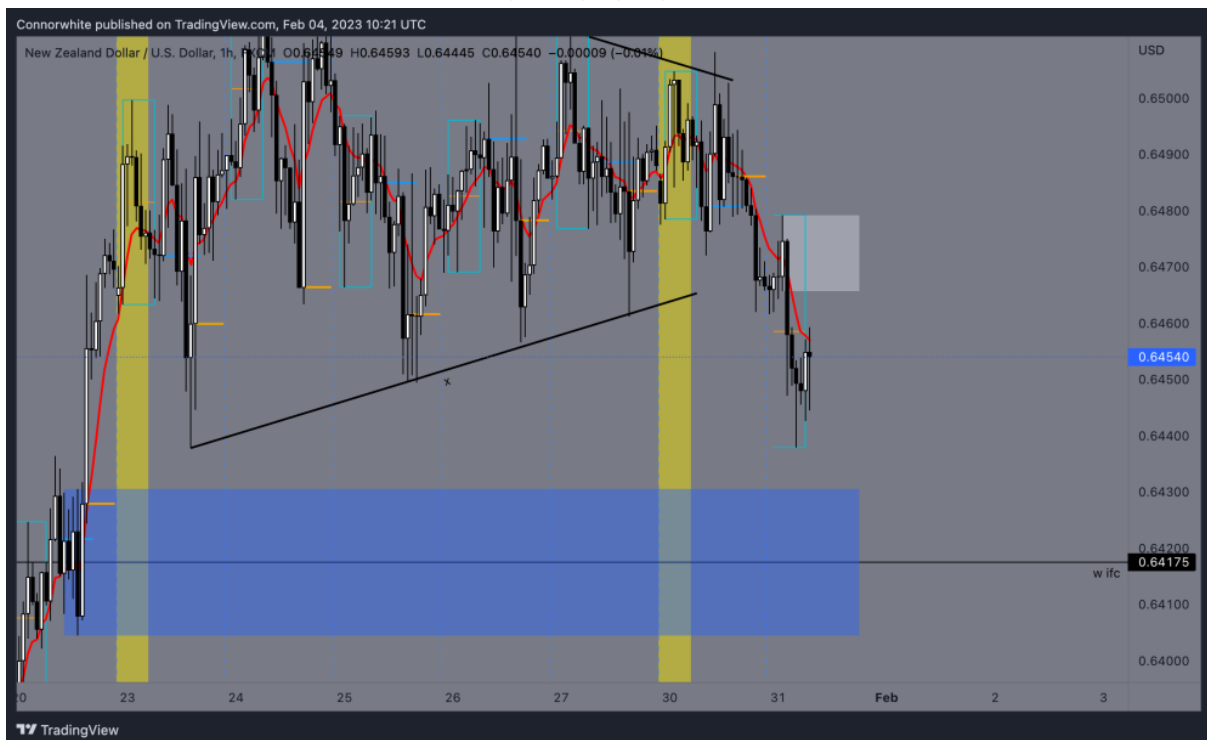 Connorwhite published on TradingView.com, Feb 04, 2023 10:21 UTC
New Zealand Dollar / U.S. Dollar, 1h, FXCM O0.64549 H0.64593 L0.64445 C0.64540 −0.00009 (−0.01%)
USD
0.65000
0.64900
0.64800
0.64700
0.64600
0.64540
0.64500
x
0.64400
0.64300
0.64200
0.64175
w ifc
0.64100
0.64000
20 23 24 25 26 27 30 31 Feb 2 3
TradingView